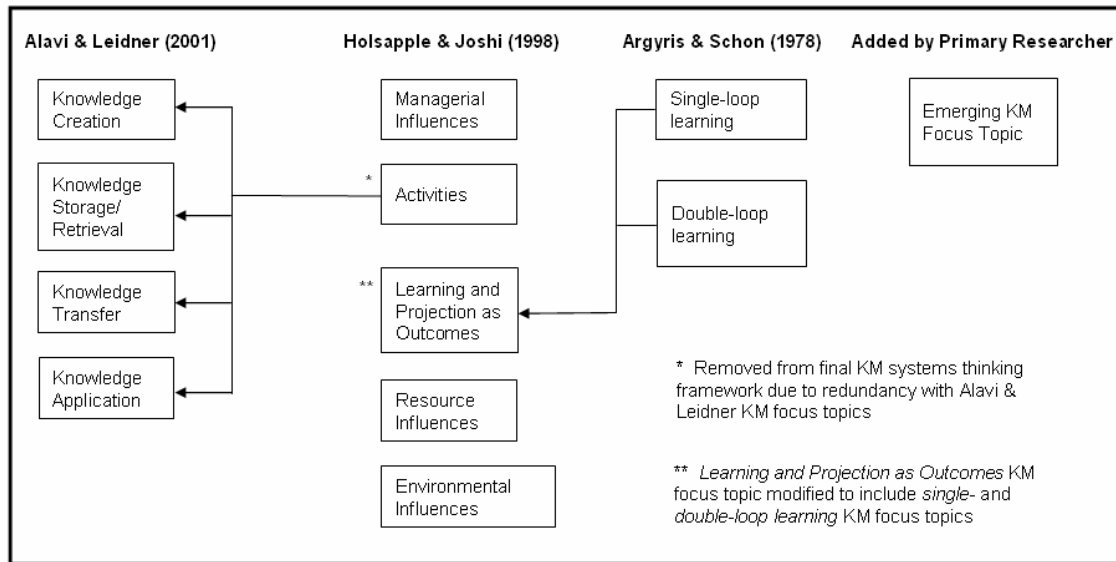 Alavi & Leidner (2001)
Holsapple & Joshi (1998)
Argyris & Schon (1978)
Added by Primary Researcher
Knowledge
Creation
Knowledge
Storage/
Retrieval
Knowledge
Transfer
Knowledge
Application
Managerial
Influences
*
Activities
**
Learning and
Projection as
Outcomes
Resource
Influences
Environmental
Influences
Single-loop
learning
Double-loop
learning
Emerging KM
Focus Topic
* Removed from final KM systems thinking
framework due to redundancy with Alavi &
Leidner KM focus topics
** Learning and Projection as Outcomes KM
focus topic modified to include single- and
double-loop learning KM focus topics